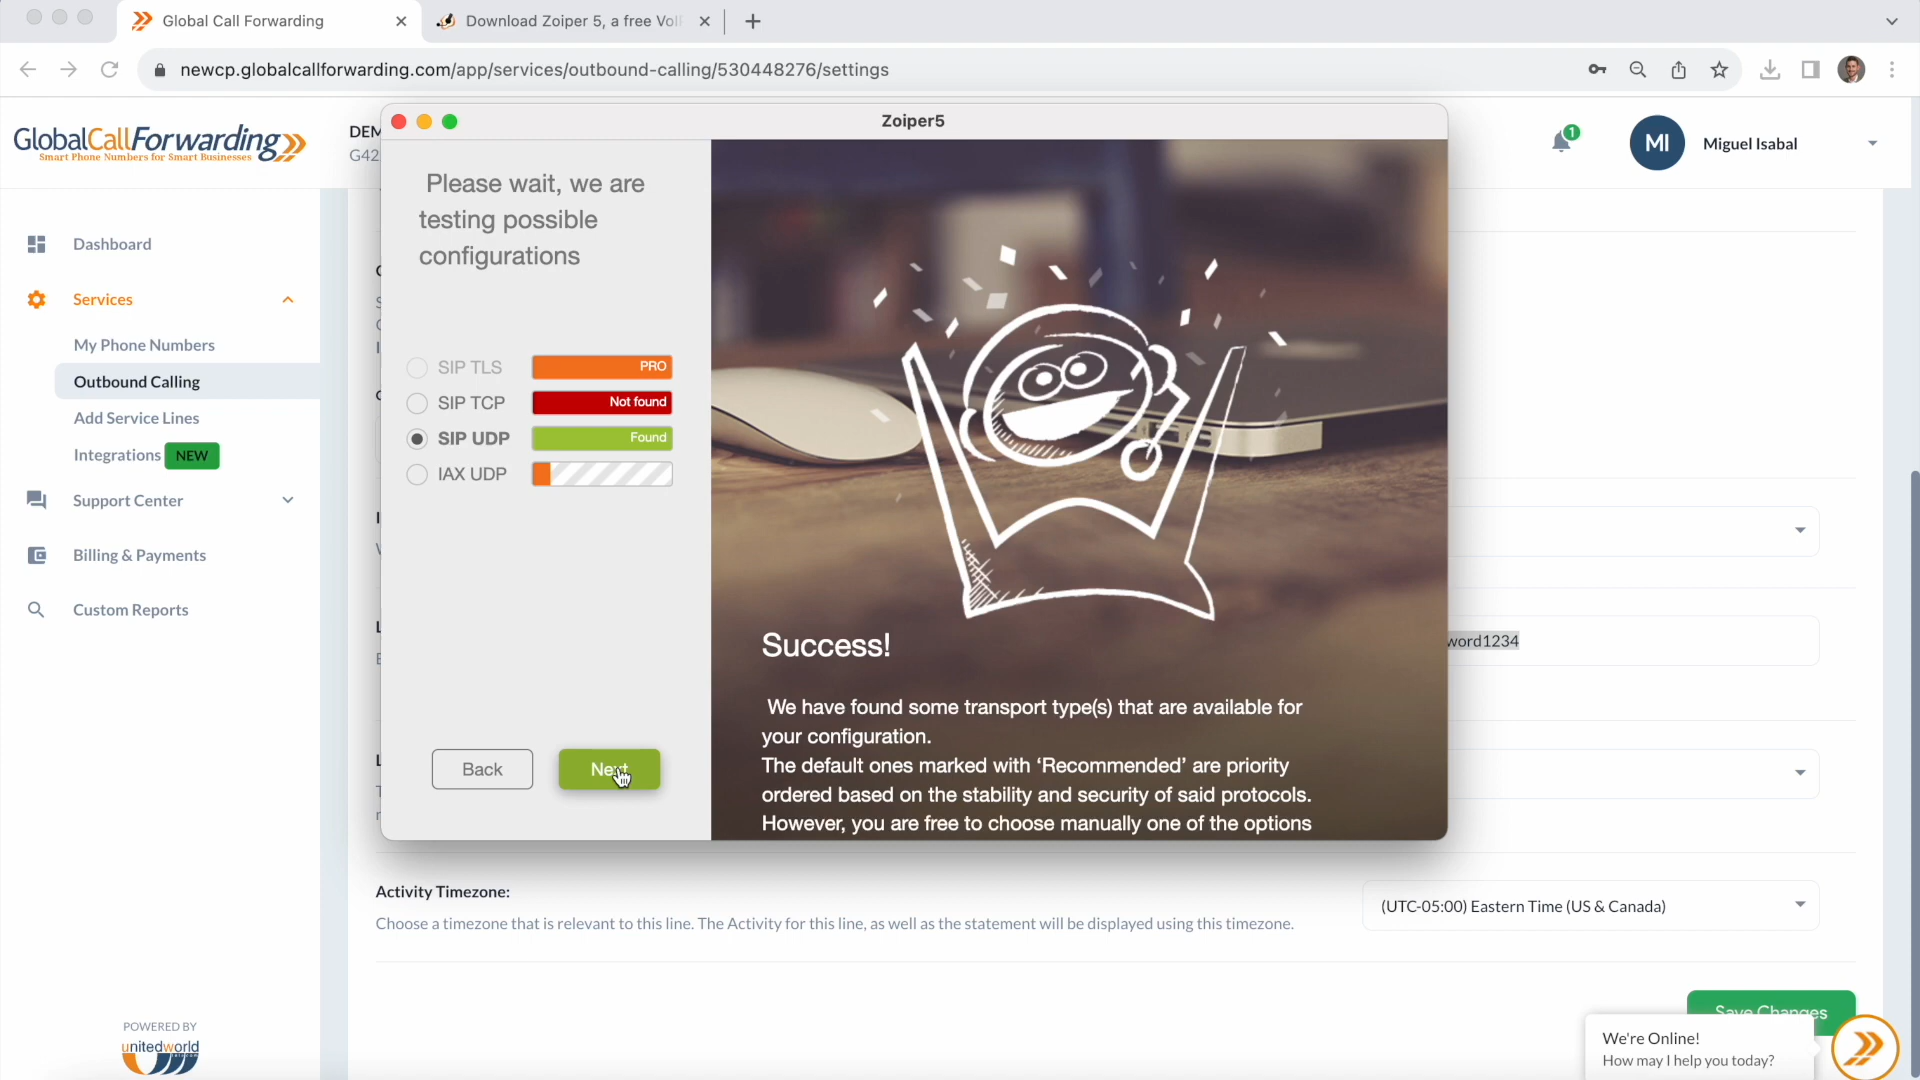 Global Call Forwarding
Download Zoiper 5, a free VoI
newcp.globalcallforwarding.com/app/services/outbound-calling/530448276/settings
GlobalCallForwarding
Smart Phone Numbers for Smart Businesses
DEM
G42
Zoiper5
1
MI
Miguel Isabal
Dashboard
Services
My Phone Numbers
Outbound Calling
Add Service Lines
Integrations NEW
Support Center
Billing & Payments
Custom Reports
POWERED BY
unitedworld
Please wait, we are
testing possible
configurations
SIP TLS PRO
SIP TCP Not found
SIP UDP Found
IAX UDP
Back
Next
Success!
We have found some transport type(s) that are available for
your configuration.
The default ones marked with ‘Recommended’ are priority
ordered based on the stability and security of said protocols.
However, you are free to choose manually one of the options
word1234
Activity Timezone:
Choose a timezone that is relevant to this line. The Activity for this line, as well as the statement will be displayed using this timezone.
(UTC-05:00) Eastern Time (US & Canada)
Save Changes
We're Online!
How may I help you today?